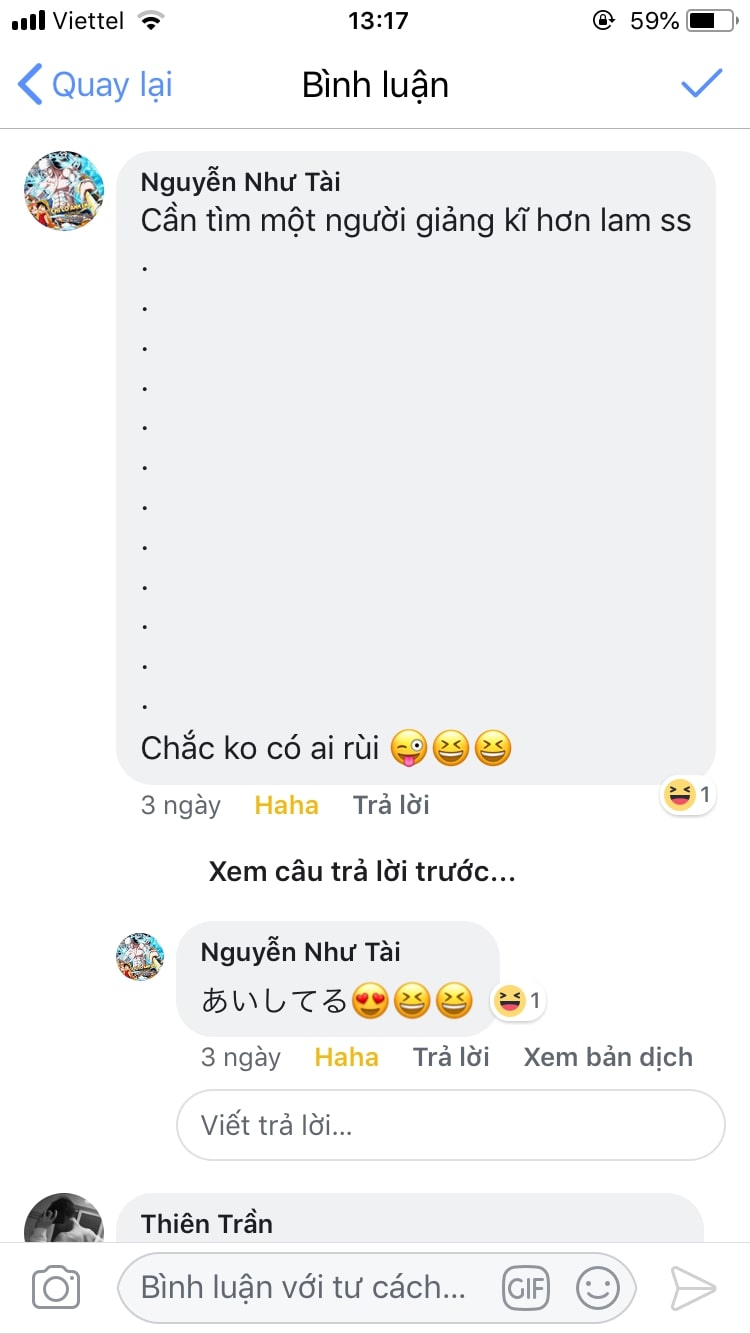 Viettel 13:17 59%
Quay lại Bình luận
Nguyễn Như Tài
Cần tìm một người giảng kĩ hơn lam ss
.
.
.
.
.
.
.
.
.
.
.
.
Chắc ko có ai rùi 😜😆😆
3 ngày Haha Trả lời 😆 1
Xem câu trả lời trước...
Nguyễn Như Tài
あいしてる😍😆😆 😆 1
3 ngày Haha Trả lời Xem bản dịch
Viết trả lời...
Thiên Trần
Bình luận với tư cách... GIF